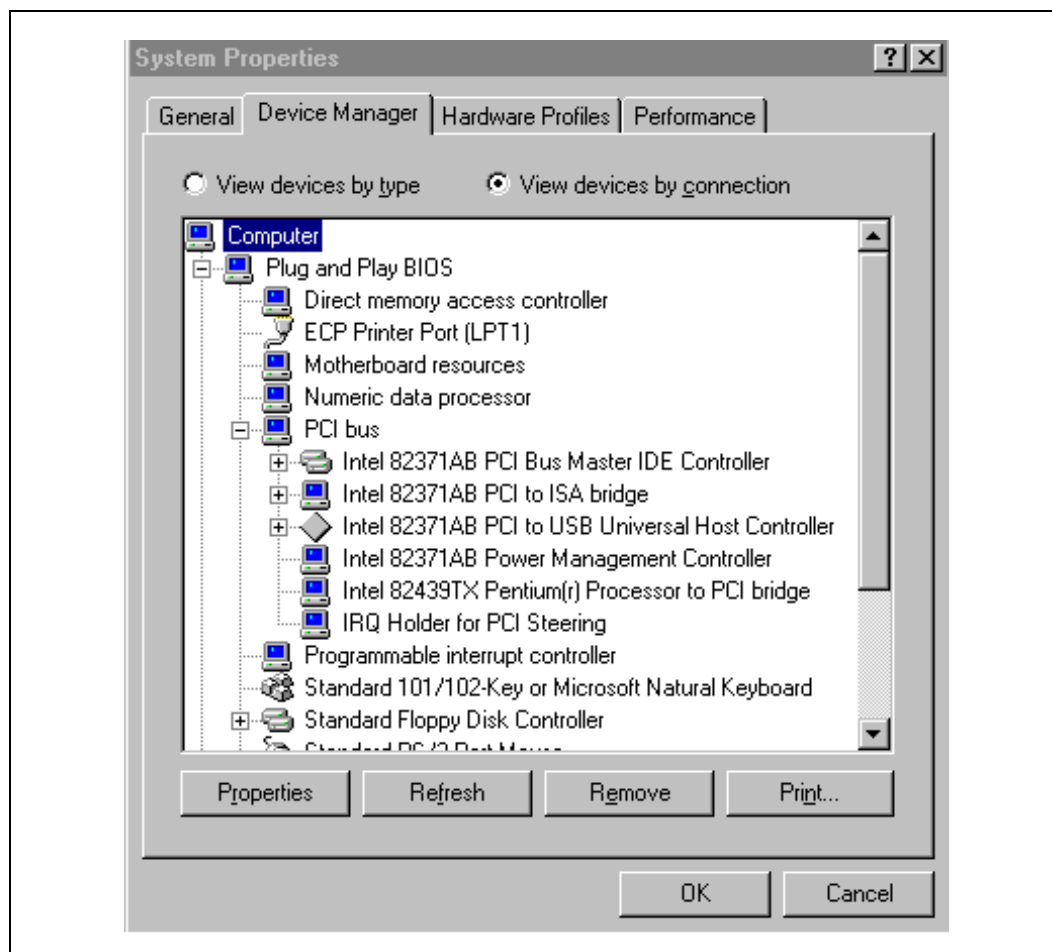 System Properties
General Device Manager Hardware Profiles Performance
View devices by type View devices by connection
Computer
Plug and Play BIOS
Direct memory access controller
ECP Printer Port (LPT1)
Motherboard resources
Numeric data processor
PCI bus
Intel 82371AB PCI Bus Master IDE Controller
Intel 82371AB PCI to ISA bridge
Intel 82371AB PCI to USB Universal Host Controller
Intel 82371AB Power Management Controller
Intel 82439TX Pentium(r) Processor to PCI bridge
IRQ Holder for PCI Steering
Programmable interrupt controller
Standard 101/102-Key or Microsoft Natural Keyboard
Standard Floppy Disk Controller
Standard PS/2 Port Mouse
Properties Refresh Remove Print...
OK Cancel